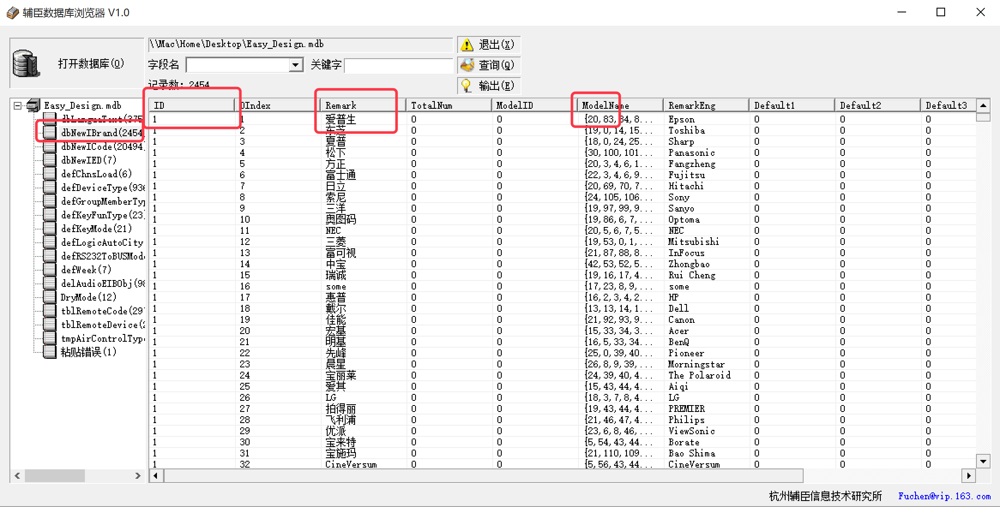 辅臣数据库浏览器 V1.0
\\Mac\Home\Desktop\Easy_Design.mdb
退出(X)
打开数据库(O)
字段名 关键字
查询(Q)
记录数: 2454
输出(E)
Easy_Design.mdb
dbNewIBrand(2454
dbNewICode(20494
dbNewIED(7)
defChnsLoad(6)
defDeviceType(936
defGroupMemberTyp
defKeyFunType(23
defKeyMode(21)
defLogicAutoCity
defRS232ToBUSMod
defWeek(7)
delAudioEIBObj(98
DryMode(12)
tblRemoteCode(29
tblRemoteDevice(2
tmpAirControlType
粘贴错误(1)
ID OIndex Remark TotalNum ModelID ModelName RemarkEng Default1 Default2 Default3
1 1 爱普生 0 0 {20,83,84,8... Epson 0 0 0
1 2 东芝 0 0 {19,0,14,15... Toshiba 0 0 0
1 3 夏普 0 0 {18,0,24,25... Sharp 0 0 0
1 4 松下 0 0 {30,100,101... Panasonic 0 0 0
1 5 方正 0 0 {20,3,4,6,1... Fangzheng 0 0 0
1 6 富士通 0 0 {22,3,4,6,9... Fujitsu 0 0 0
1 7 日立 0 0 {20,69,70,7... Hitachi 0 0 0
1 8 索尼 0 0 {24,105,106... Sony 0 0 0
1 9 三洋 0 0 {19,97,99,9... Sanyo 0 0 0
1 10 奥图码 0 0 {19,86,6,7,... Optoma 0 0 0
1 11 NEC 0 0 {20,5,6,7,5... NEC 0 0 0
1 12 三菱 0 0 {19,53,0,1,... Mitsubishi 0 0 0
1 13 富可视 0 0 {21,87,88,8... InFocus 0 0 0
1 14 中宝 0 0 {42,53,52,5... Zhongbao 0 0 0
1 15 瑞诚 0 0 {19,16,17,4... Rui Cheng 0 0 0
1 16 some 0 0 {17,23,8,9,... some 0 0 0
1 17 惠普 0 0 {16,2,3,4,2... HP 0 0 0
1 18 戴尔 0 0 {13,13,14,1... Dell 0 0 0
1 19 佳能 0 0 {21,92,93,9... Canon 0 0 0
1 20 宏基 0 0 {15,33,34,3... Acer 0 0 0
1 21 明基 0 0 {16,5,33,34... BenQ 0 0 0
1 22 先峰 0 0 {25,0,39,40... Pioneer 0 0 0
1 23 晨星 0 0 {26,8,9,39,... Morningstar 0 0 0
1 24 宝丽莱 0 0 {24,39,40,4... The Polaroid 0 0 0
1 25 爱其 0 0 {15,43,44,4... Aiqi 0 0 0
1 26 LG 0 0 {18,3,7,8,4... LG 0 0 0
1 27 拍得丽 0 0 {19,43,44,4... PREMIER 0 0 0
1 28 飞利浦 0 0 {21,46,47,4... Philips 0 0 0
1 29 优派 0 0 {23,6,8,46,... ViewSonic 0 0 0
1 30 宝来特 0 0 {5,54,43,44... Borate 0 0 0
1 31 宝施玛 0 0 {21,110,109... Bao Shima 0 0 0
1 32 CineVersum 0 0 {5,56,43,44... CineVersum 0 0 0
杭州辅臣信息技术研究所 Fuchen@vip.163.com